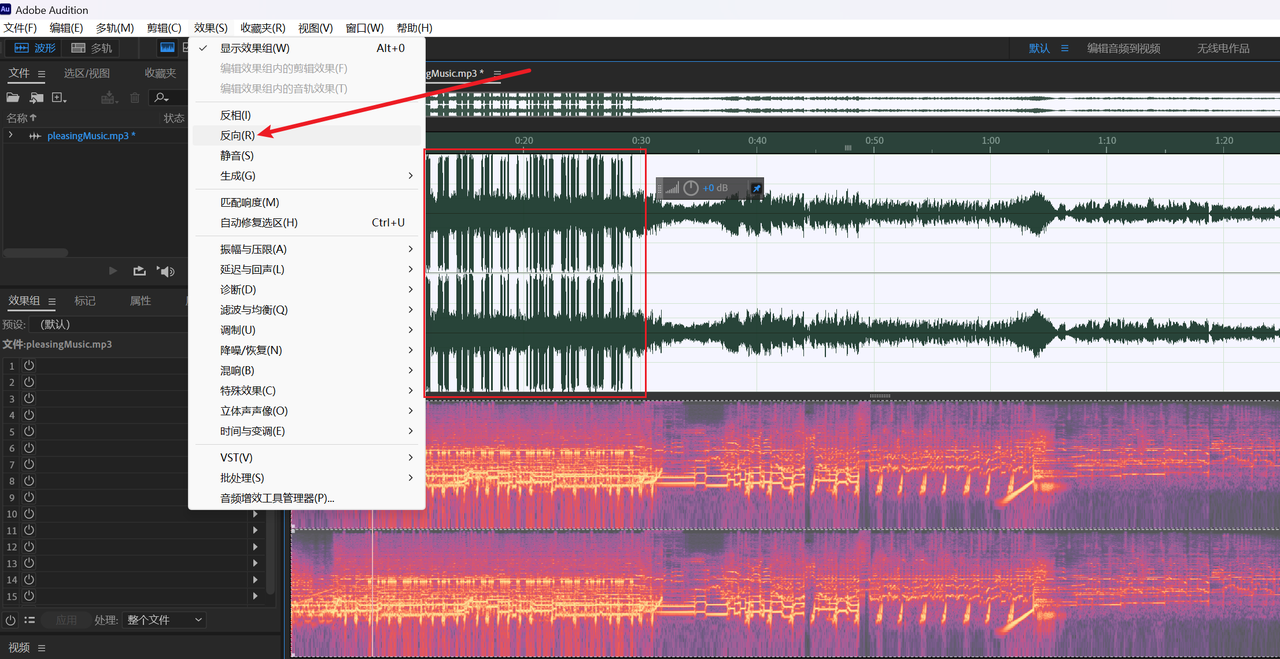 Au Adobe Audition
文件(F) 编辑(E) 多轨(M) 剪辑(C) 效果(S) 收藏夹(R) 视图(V) 窗口(W) 帮助(H)
波形 多轨
默认 编辑音频到视频 无线电作品
文件 选区/视图 收藏夹
名称 状态
pleasingMusic.mp3 *
显示效果组(W) Alt+0
编辑效果组内的剪辑效果(F)
编辑效果组内的音轨效果(T)
反相(I)
反向(R)
静音(S)
生成(G)
匹配响度(M)
自动修复选区(H) Ctrl+U
振幅与压限(A)
延迟与回声(L)
诊断(D)
滤波与均衡(Q)
调制(U)
降噪/恢复(N)
混响(B)
特殊效果(C)
立体声声像(O)
时间与变调(E)
VST(V)
批处理(S)
音频增效工具管理器(P)...
gMusic.mp3 *
0:20 0:30 0:40 0:50 1:00 1:10 1:20
+0 dB
效果组 标记 属性
预设: (默认)
文件:pleasingMusic.mp3
1
2
3
4
5
6
7
8
9
10
11
12
13
14
15
应用 处理: 整个文件
视频